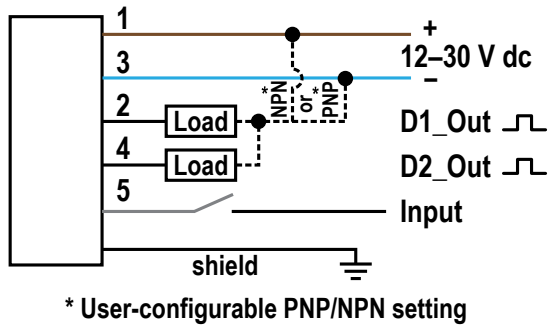 1
+
12–30 V dc
3
–
*NPN
or
*PNP
2
Load
D1_Out
4
Load
D2_Out
5
Input
shield
* User-configurable PNP/NPN setting